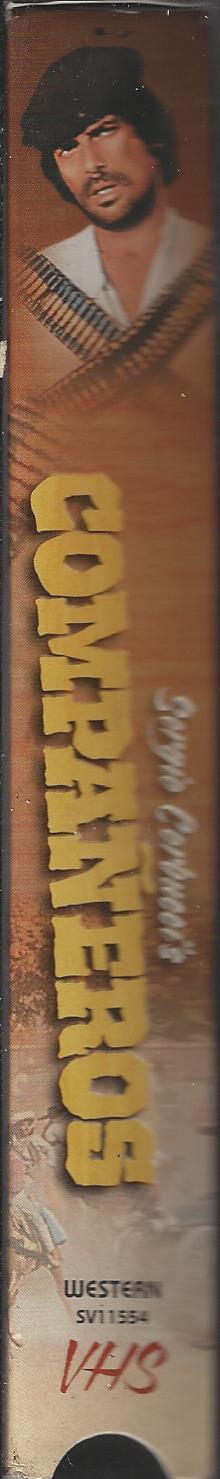 Sergio Corbucci's
COMPAÑEROS
WESTERN
SV11554
VHS